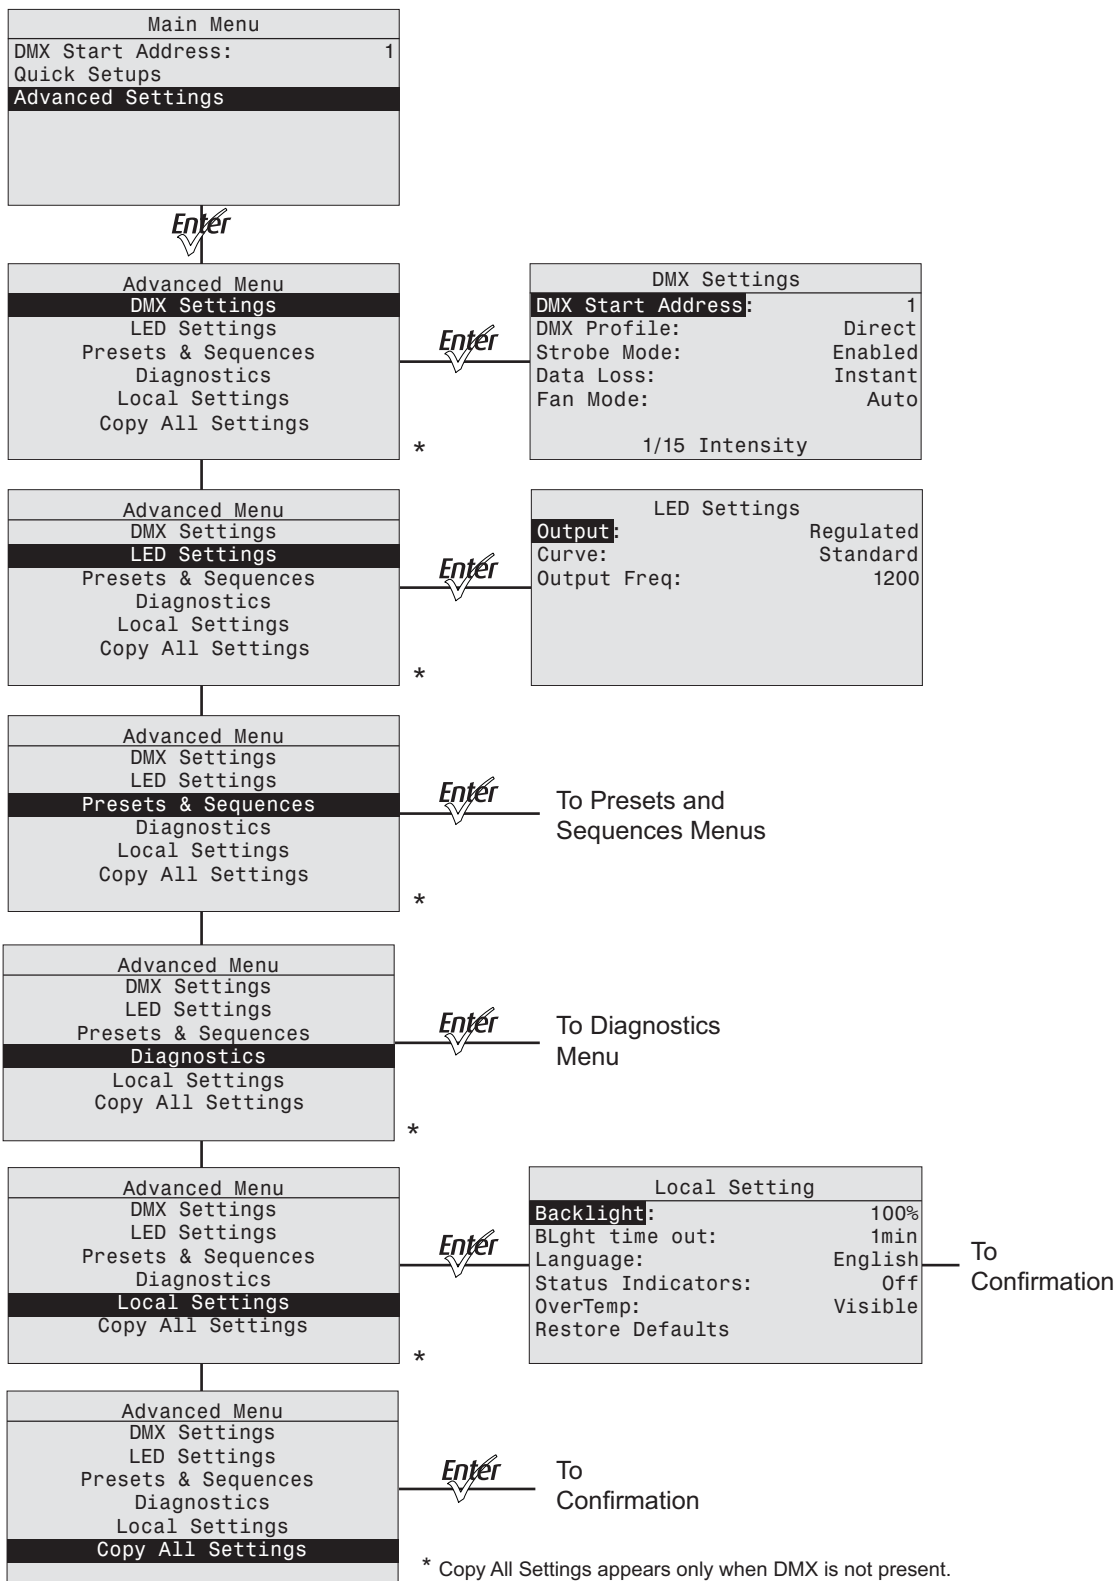 Main Menu
DMX Start Address: 1
Quick Setups
Advanced Settings
Enter
Advanced Menu
DMX Settings
LED Settings
Presets & Sequences
Diagnostics
Local Settings
Copy All Settings
*
Enter
DMX Settings
DMX Start Address: 1
DMX Profile: Direct
Strobe Mode: Enabled
Data Loss: Instant
Fan Mode: Auto
1/15 Intensity
Advanced Menu
DMX Settings
LED Settings
Presets & Sequences
Diagnostics
Local Settings
Copy All Settings
*
Enter
LED Settings
Output: Regulated
Curve: Standard
Output Freq: 1200
Advanced Menu
DMX Settings
LED Settings
Presets & Sequences
Diagnostics
Local Settings
Copy All Settings
*
Enter
To Presets and
Sequences Menus
Advanced Menu
DMX Settings
LED Settings
Presets & Sequences
Diagnostics
Local Settings
Copy All Settings
*
Enter
To Diagnostics
Menu
Advanced Menu
DMX Settings
LED Settings
Presets & Sequences
Diagnostics
Local Settings
Copy All Settings
*
Enter
Local Setting
Backlight: 100%
BLght time out: 1min
Language: English
Status Indicators: Off
OverTemp: Visible
Restore Defaults
To
Confirmation
Advanced Menu
DMX Settings
LED Settings
Presets & Sequences
Diagnostics
Local Settings
Copy All Settings
Enter
To
Confirmation
* Copy All Settings appears only when DMX is not present.